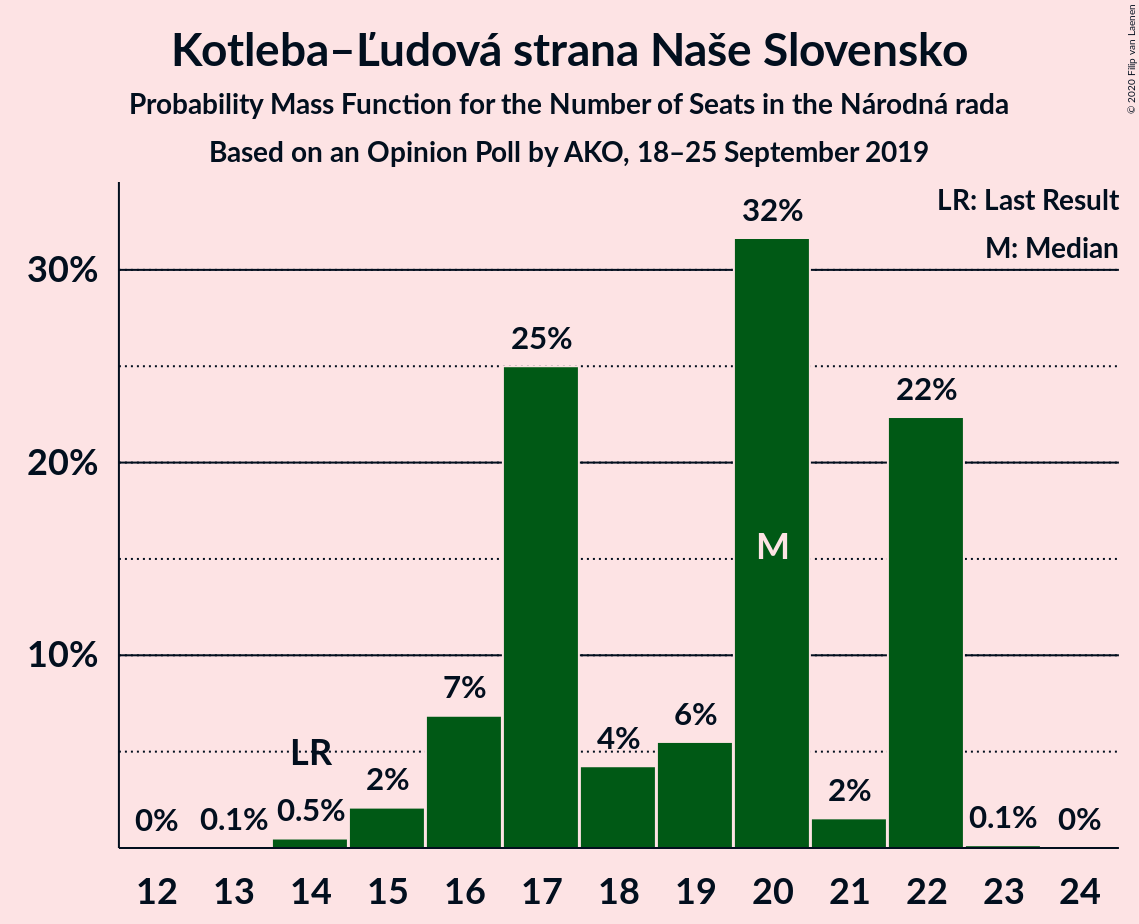 Kotleba–Ľudová strana Naše Slovensko
Probability Mass Function for the Number of Seats in the Národná rada
Based on an Opinion Poll by AKO, 18–25 September 2019
© 2020 Filip van Laenen
LR: Last Result
M: Median
30%
20%
10%
0%
0.1%
0.5%
LR
2%
7%
25%
4%
6%
32%
M
2%
22%
0.1%
0%
12 13 14 15 16 17 18 19 20 21 22 23 24